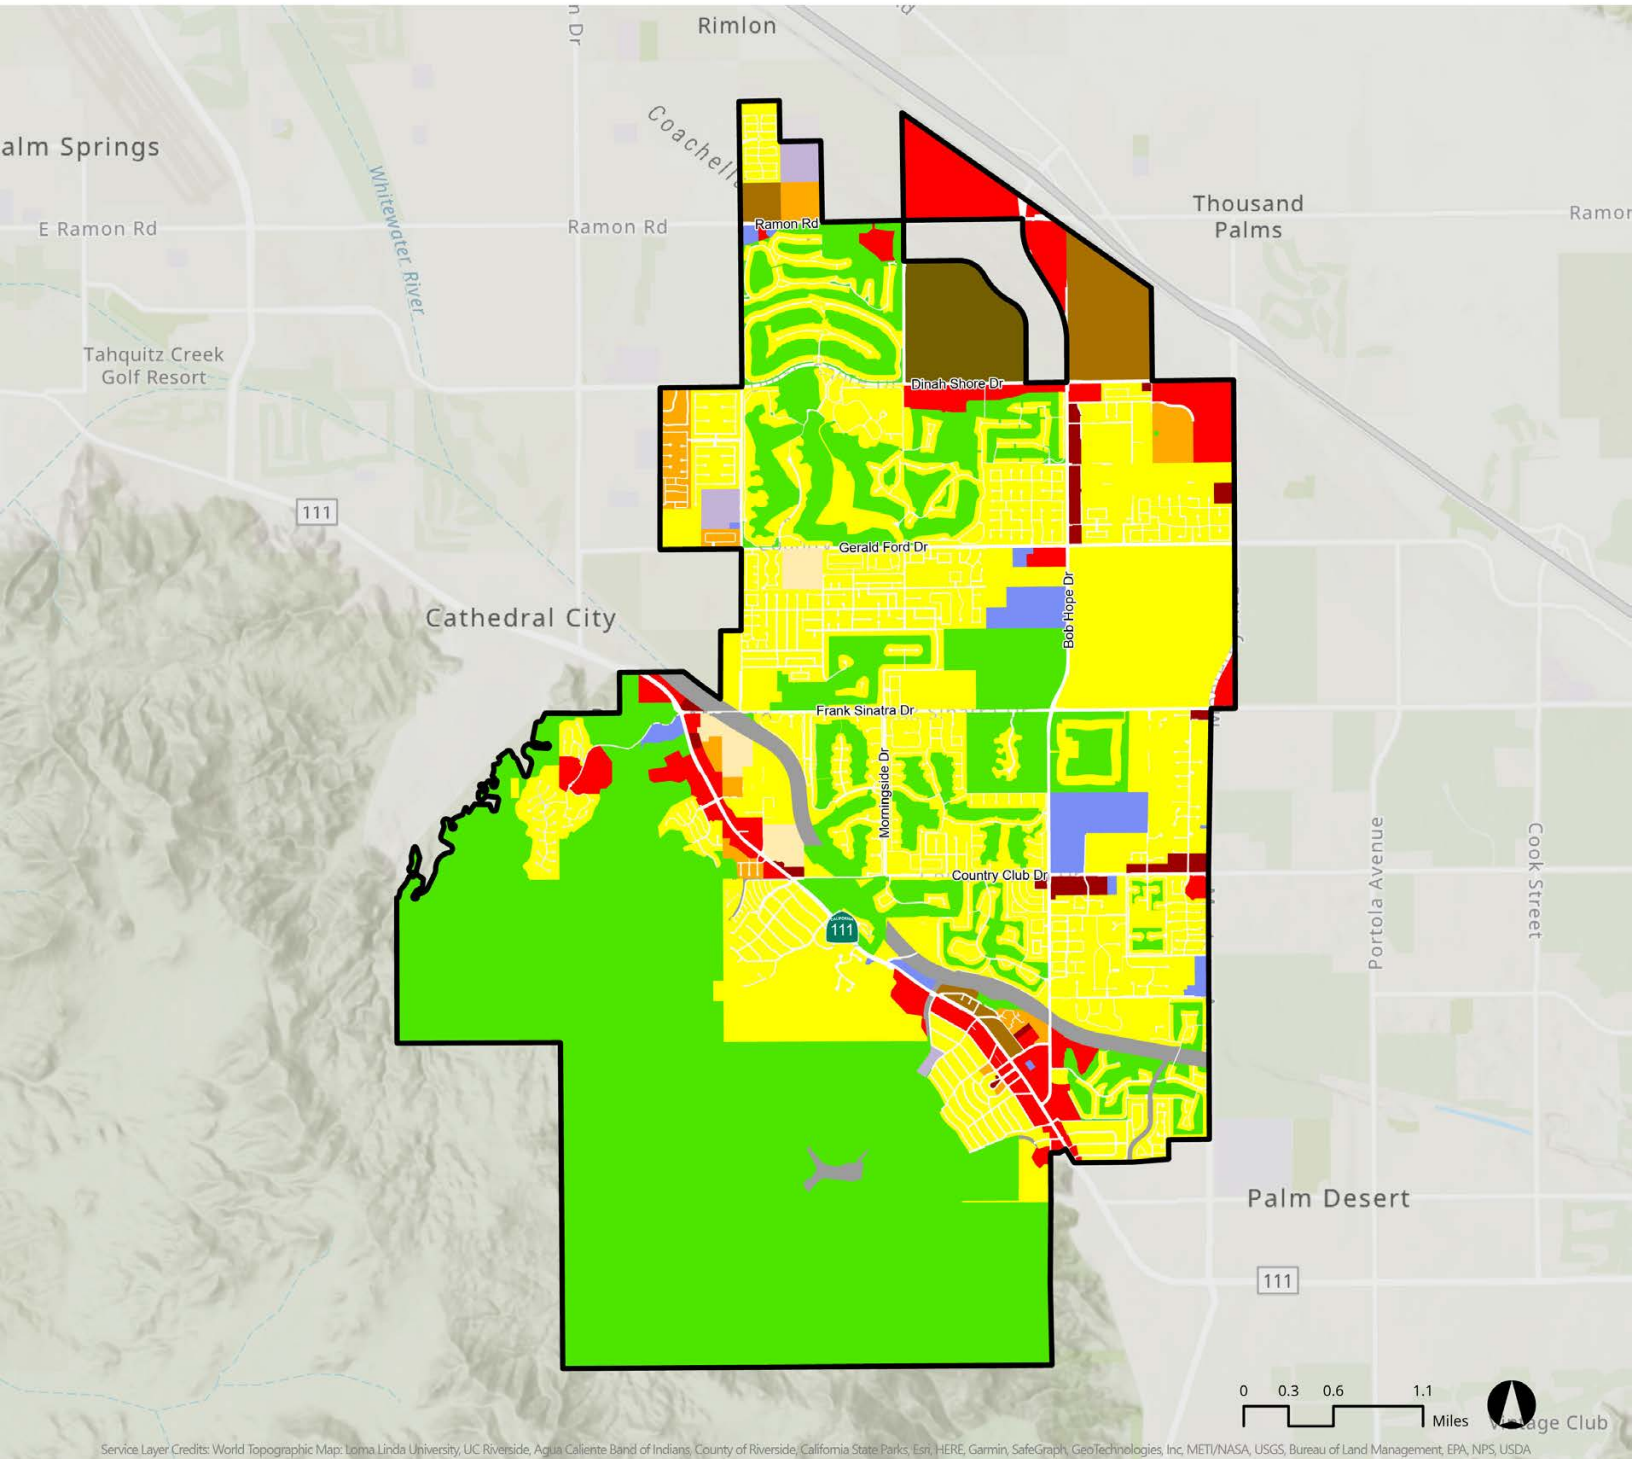 Rimlon
n Dr
Coachell
alm Springs
Whitewater River
E Ramon Rd
Ramon Rd
Ramon Rd
Thousand
Palms
Ramon
Tahquitz Creek
Golf Resort
Dinah Shore Dr
111
Gerald Ford Dr
Cathedral City
Bob Hope Dr
Frank Sinatra Dr
Morningside Dr
Country Club Dr
Portola Avenue
Cook Street
CALIFORNIA
111
Palm Desert
111
0 0.3 0.6 1.1
Miles
Vintage Club
Service Layer Credits: World Topographic Map: Loma Linda University, UC Riverside, Agua Caliente Band of Indians, County of Riverside, California State Parks, Esri, HERE, Garmin, SafeGraph, GeoTechnologies, Inc, METI/NASA, USGS, Bureau of Land Management, EPA, NPS, USDA